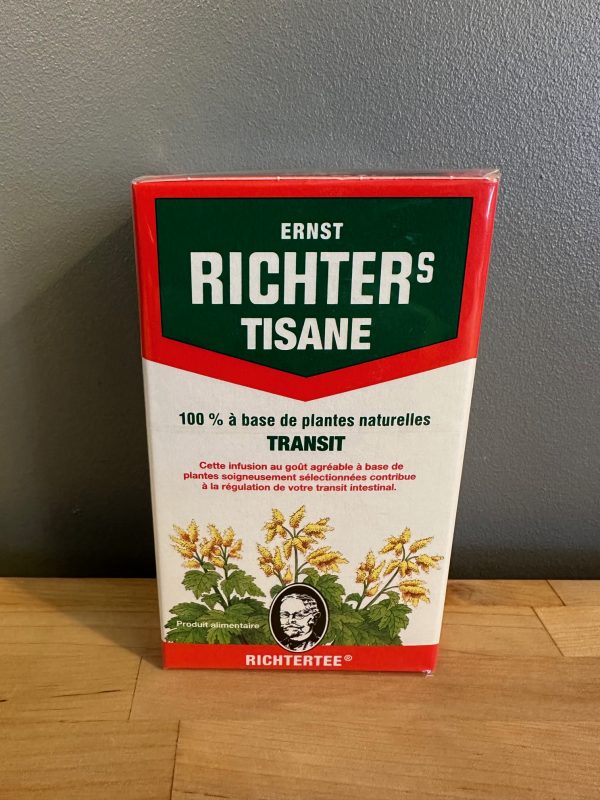 ERNST
RICHTERS
TISANE
100 % à base de plantes naturelles
TRANSIT
Cette infusion au goût agréable à base de
plantes soigneusement sélectionnées contribue
à la régulation de votre transit intestinal.
Produit alimentaire
RICHTERTEE®